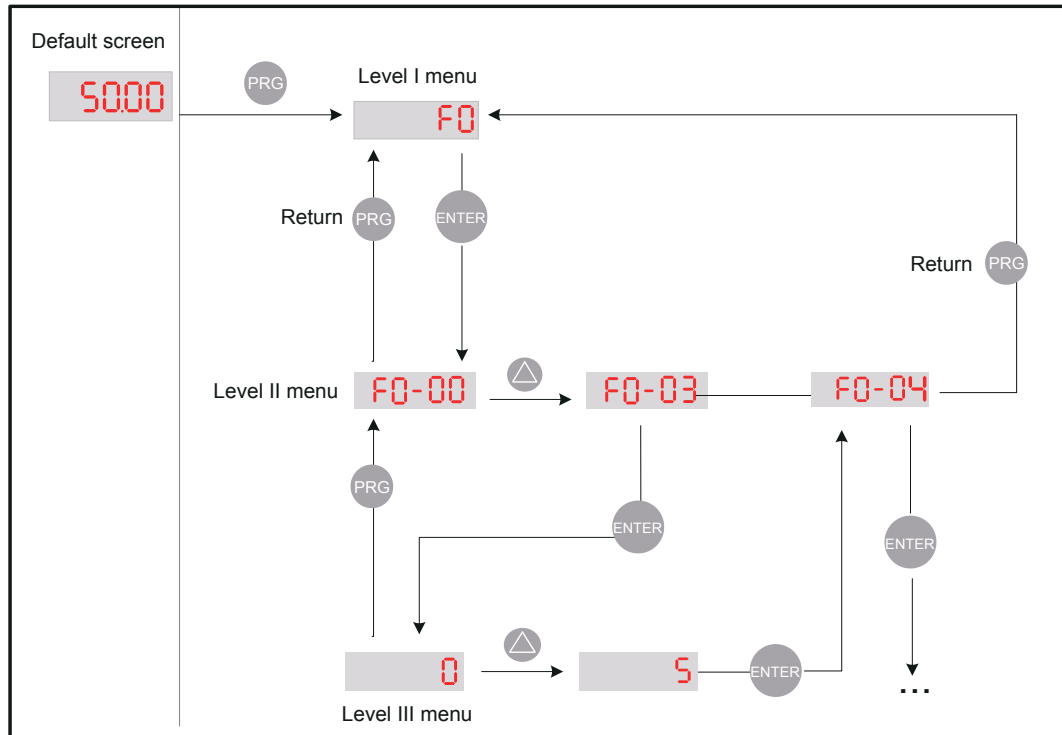 Default screen
50.00
PRG
Level I menu
F0
Return PRG
ENTER
Return PRG
Level II menu
F0-00
F0-03
F0-04
PRG
ENTER
ENTER
0
5
ENTER
...
Level III menu